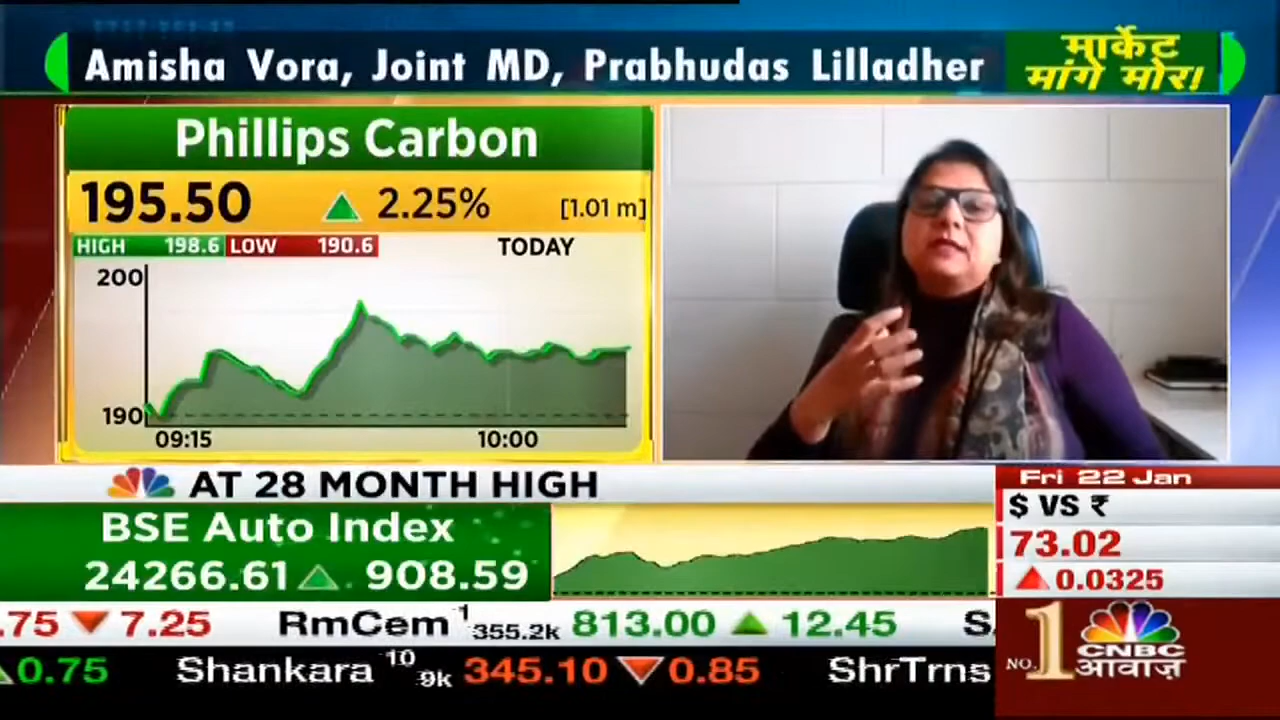 Amisha Vora, Joint MD, Prabhudas Lilladher
मार्केट
मांगे मोर!
Phillips Carbon
195.50 2.25% [1.01 m]
HIGH 198.6 LOW 190.6 TODAY
200
190
09:15 10:00
AT 28 MONTH HIGH
BSE Auto Index
24266.61 908.59
Fri 22 Jan
$ VS ₹
73.02
0.0325
.75 7.25 RmCem 1 355.2k 813.00 12.45
0.75 Shankara 10 9k 345.10 0.85 ShrTrns
NO.1
CNBC
आवाज़